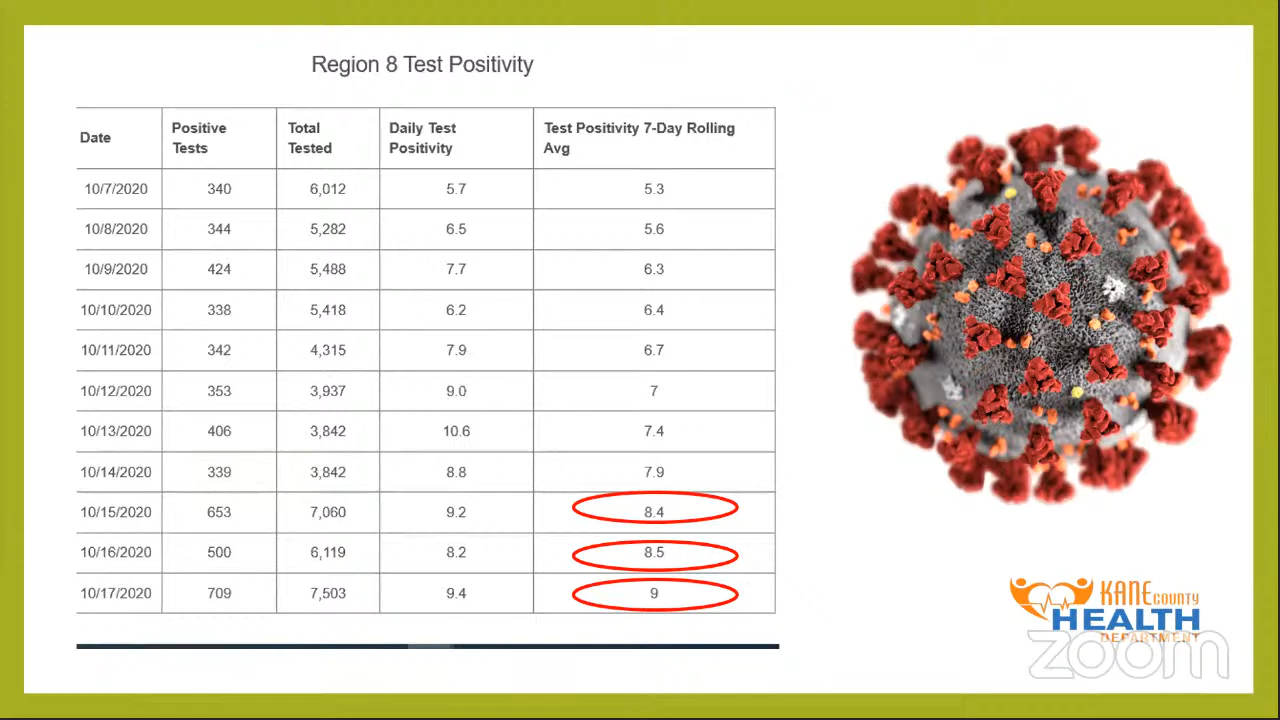 Region 8 Test Positivity
Date Positive Tests Total Tested Daily Test Positivity Test Positivity 7-Day Rolling Avg
10/7/2020 340 6,012 5.7 5.3
10/8/2020 344 5,282 6.5 5.6
10/9/2020 424 5,488 7.7 6.3
10/10/2020 338 5,418 6.2 6.4
10/11/2020 342 4,315 7.9 6.7
10/12/2020 353 3,937 9.0 7
10/13/2020 406 3,842 10.6 7.4
10/14/2020 339 3,842 8.8 7.9
10/15/2020 653 7,060 9.2 8.4
10/16/2020 500 6,119 8.2 8.5
10/17/2020 709 7,503 9.4 9
KANE COUNTY
HEALTH
DEPARTMENT
zoom